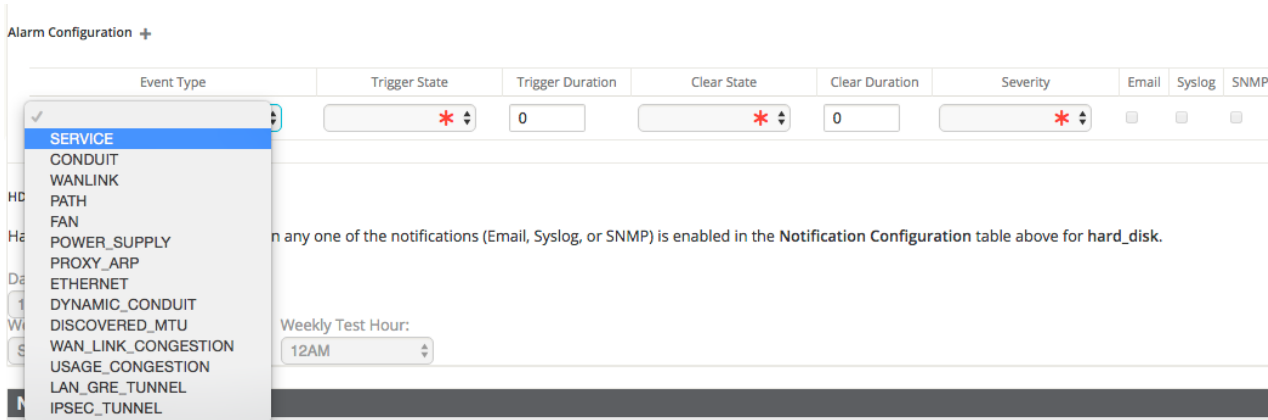 Alarm Configuration +
Event Type Trigger State Trigger Duration Clear State Clear Duration Severity Email Syslog SNMP
0 0
SERVICE
CONDUIT
WANLINK
PATH
FAN
POWER_SUPPLY
PROXY_ARP
ETHERNET
DYNAMIC_CONDUIT
DISCOVERED_MTU
WAN_LINK_CONGESTION
USAGE_CONGESTION
LAN_GRE_TUNNEL
IPSEC_TUNNEL
HD
any one of the notifications (Email, Syslog, or SNMP) is enabled in the Notification Configuration table above for hard_disk.
Weekly Test Hour:
12AM